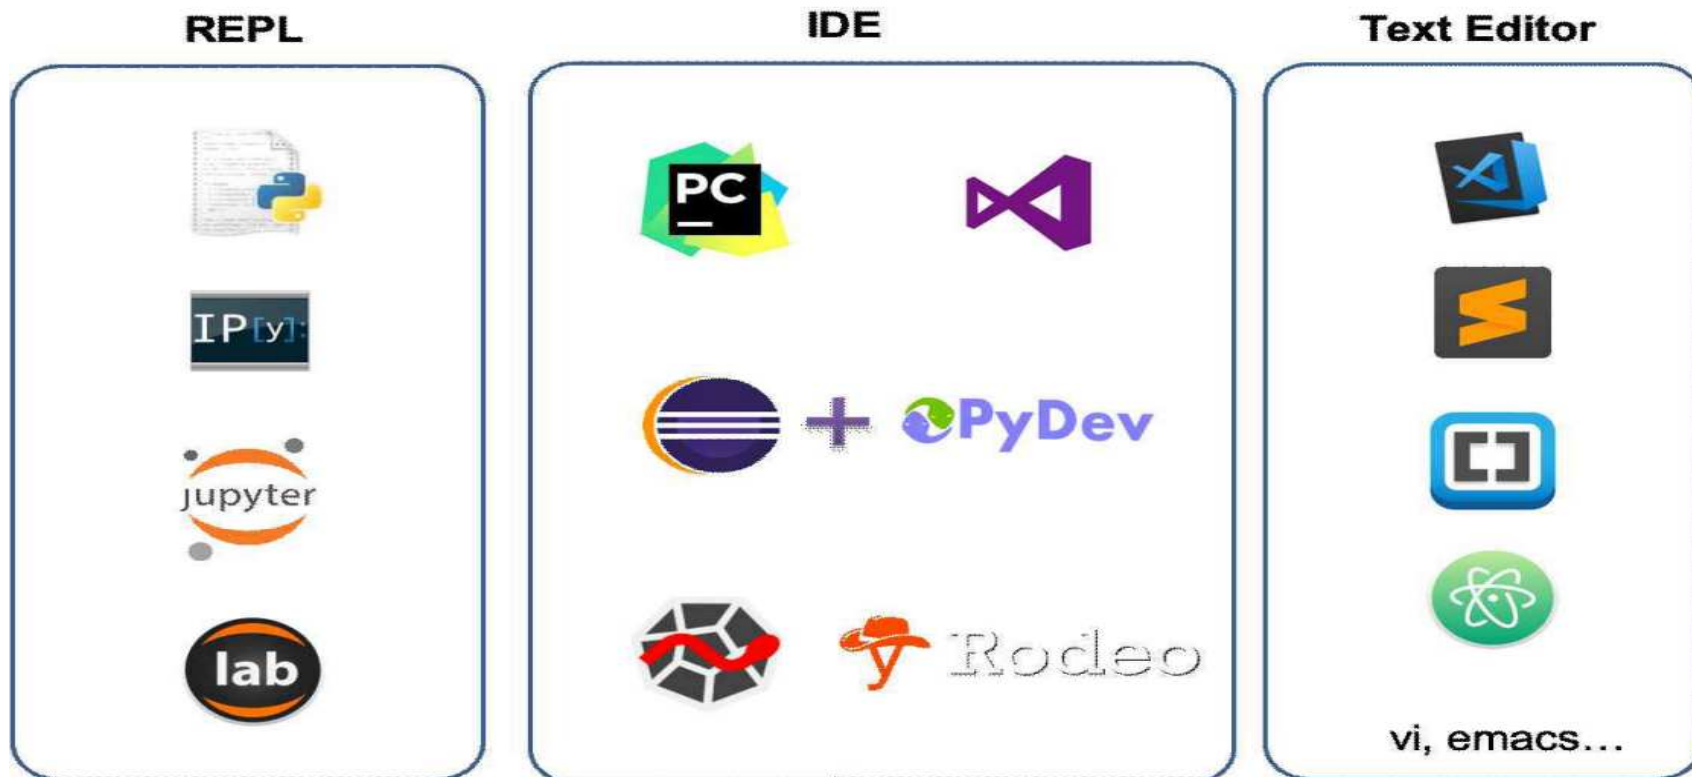 REPL
IDE
Text Editor
PC
IP[y]:
jupyter
+ PyDev
lab
y Rodeo
vi, emacs...